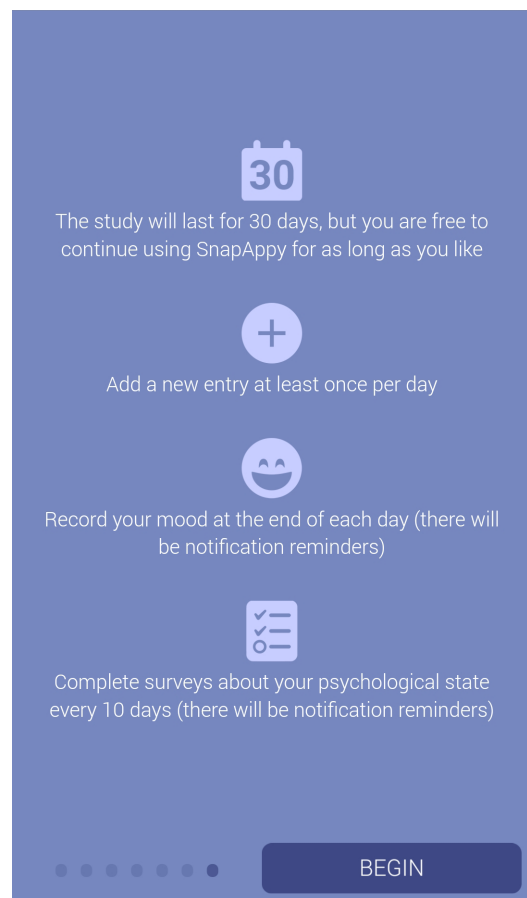 30
The study will last for 30 days, but you are free to
continue using SnapAppy for as long as you like
Add a new entry at least once per day
Record your mood at the end of each day (there will
be notification reminders)
Complete surveys about your psychological state
every 10 days (there will be notification reminders)
BEGIN